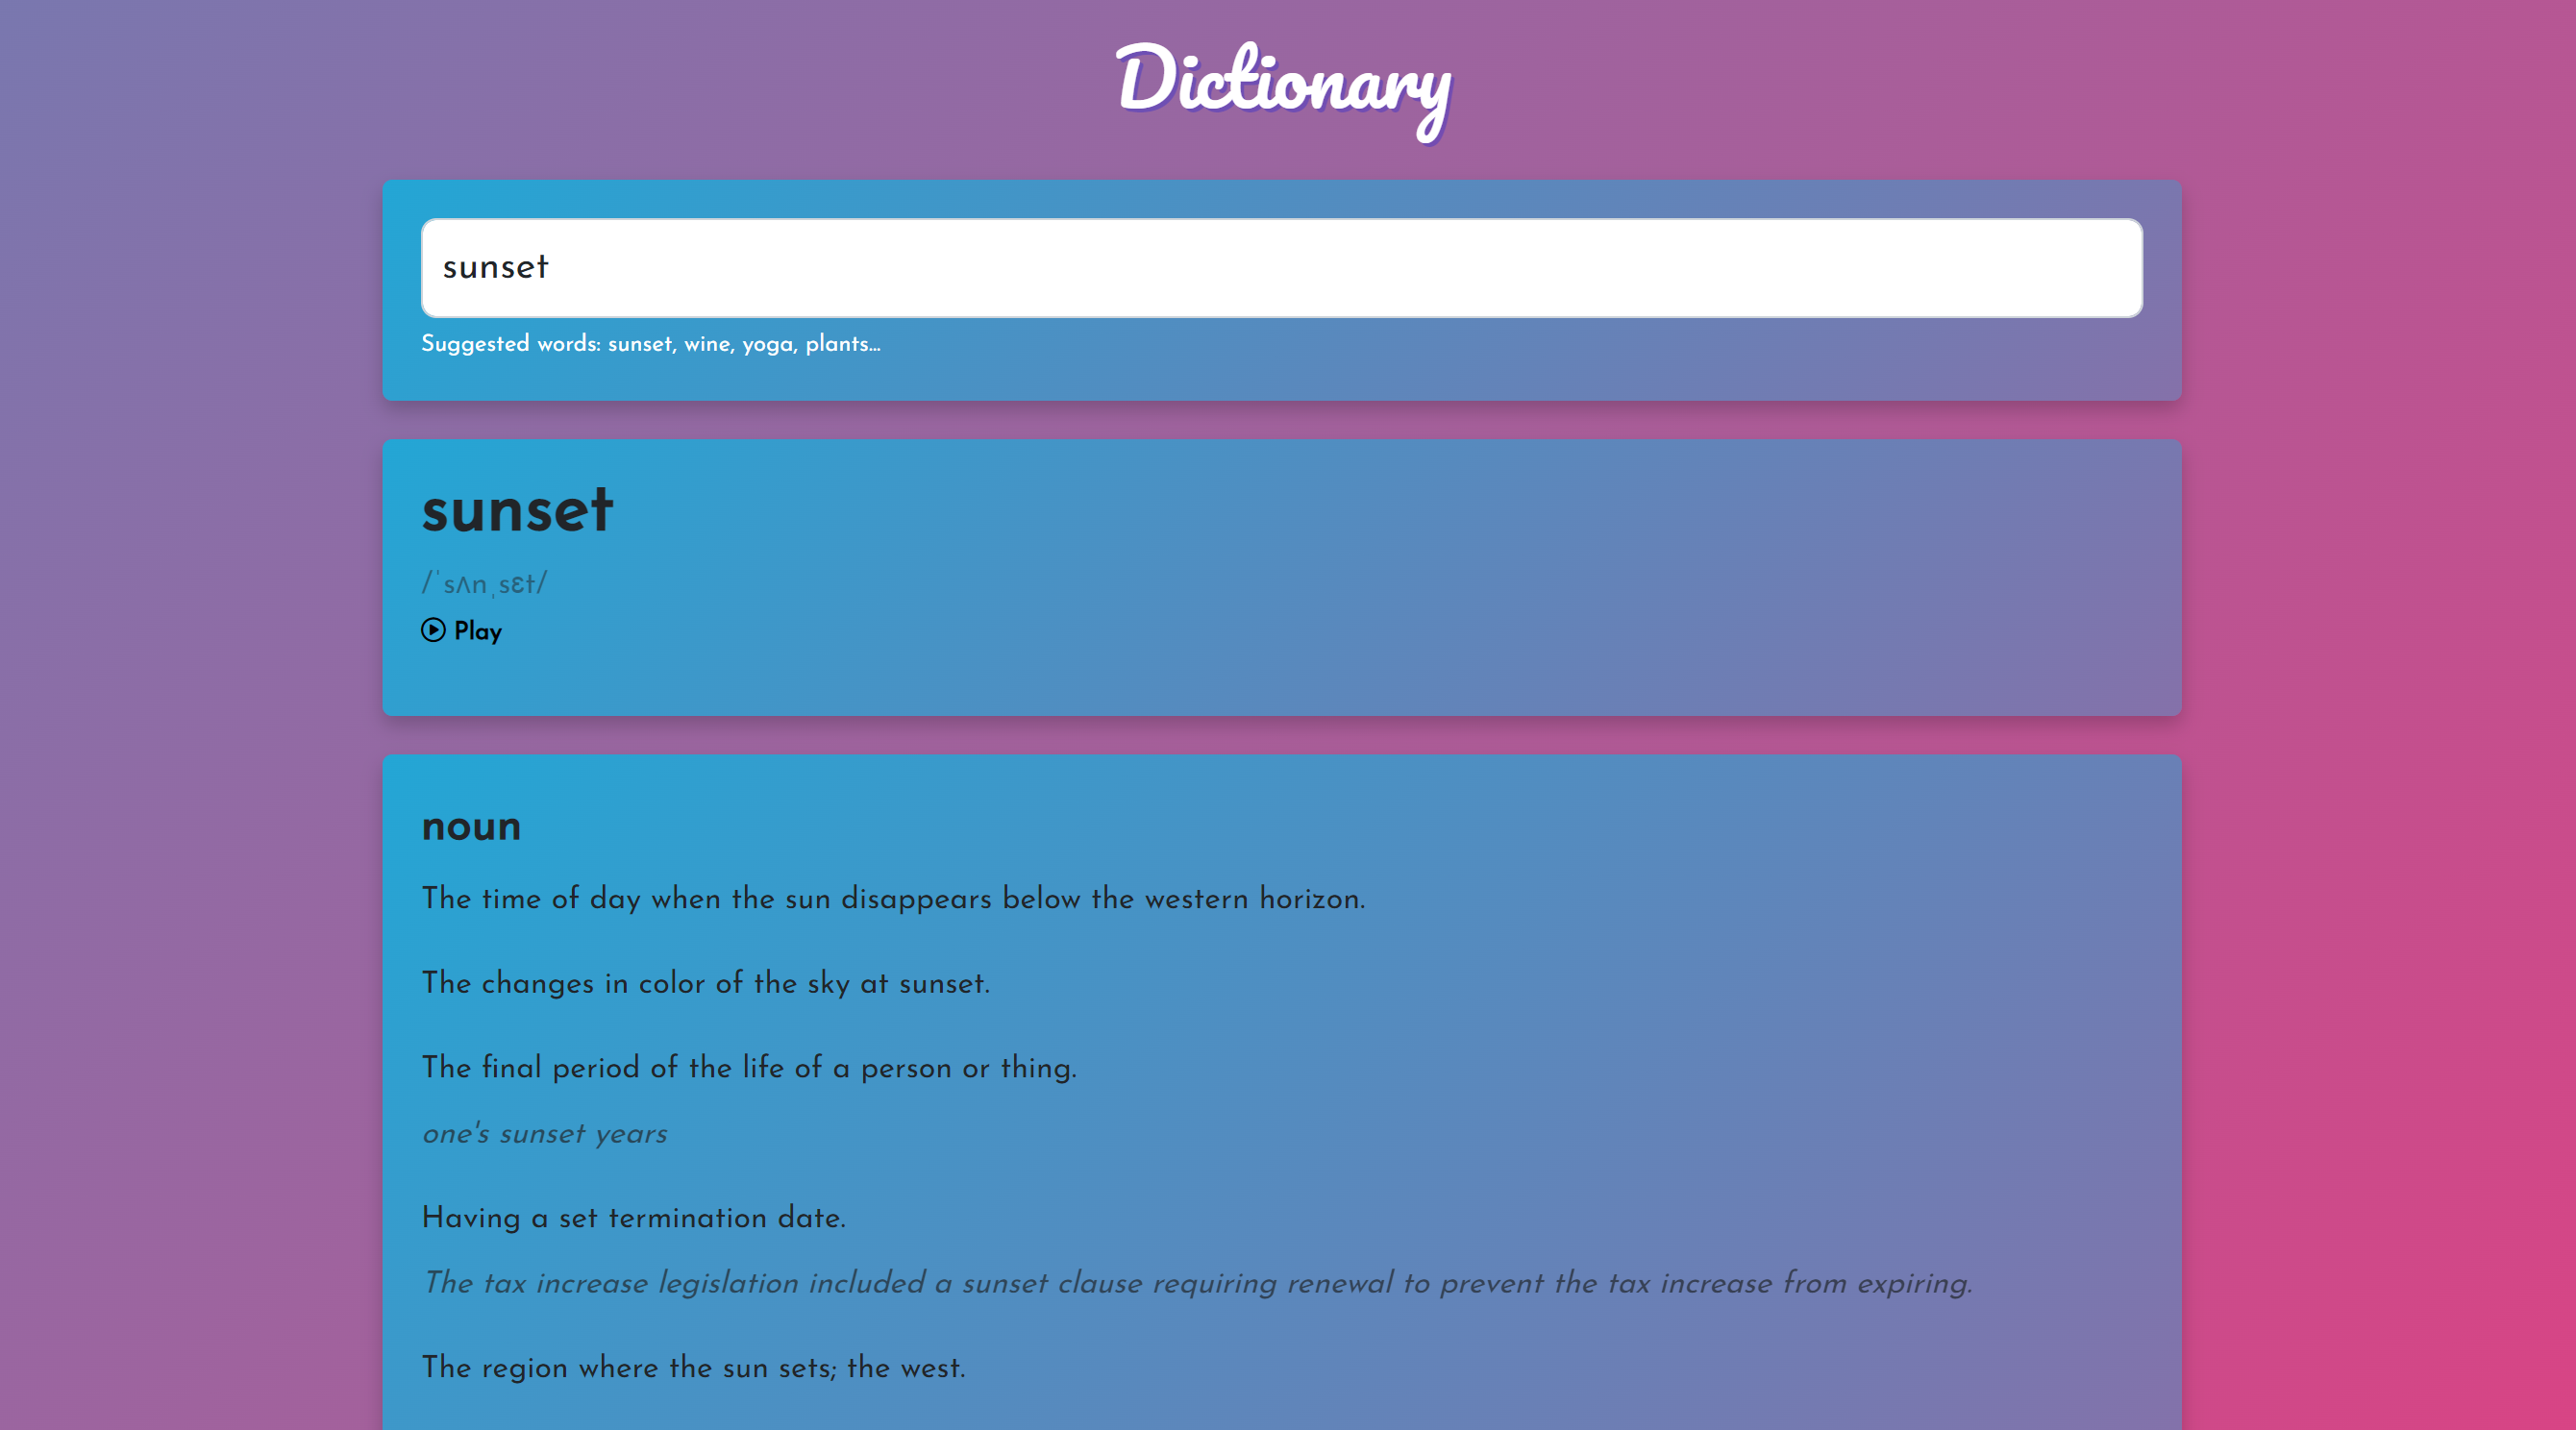 Dictionary
sunset
Suggested words: sunset, wine, yoga, plants...
sunset
/ˈsʌnˌsɛt/
Play
noun
The time of day when the sun disappears below the western horizon.
The changes in color of the sky at sunset.
The final period of the life of a person or thing.
one's sunset years
Having a set termination date.
The tax increase legislation included a sunset clause requiring renewal to prevent the tax increase from expiring.
The region where the sun sets; the west.